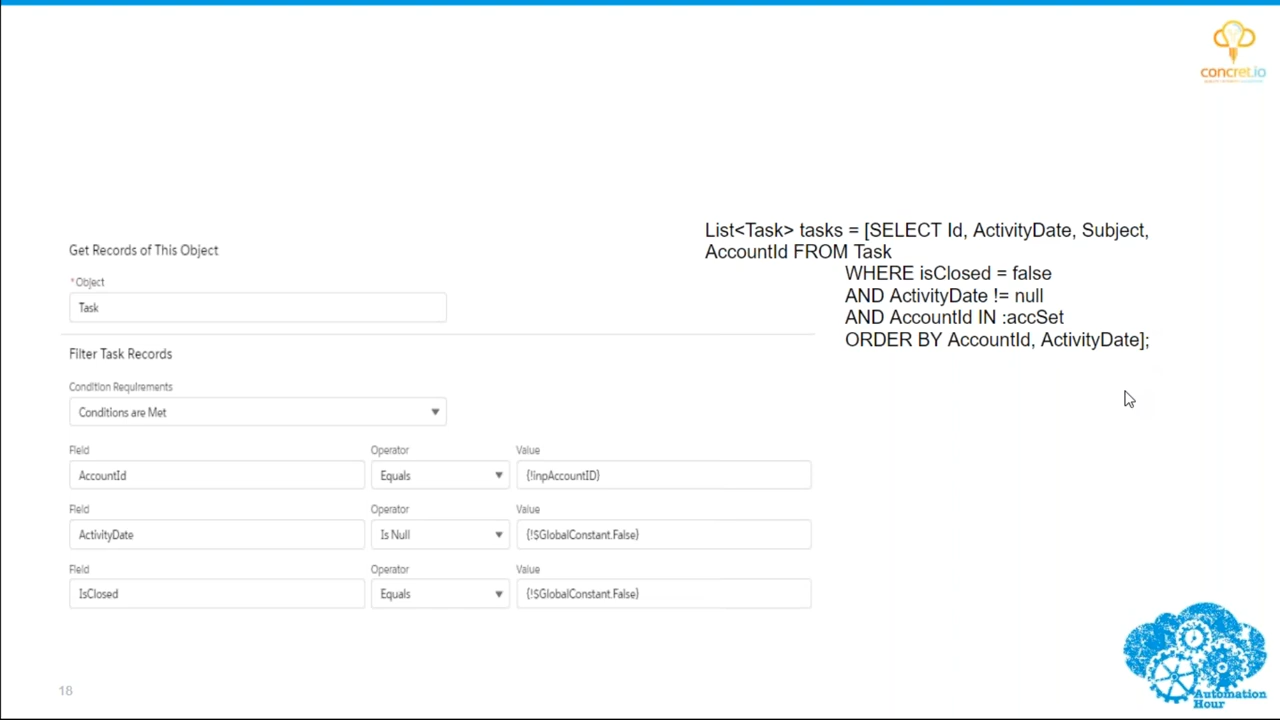 concret.io
List<Task> tasks = [SELECT Id, ActivityDate, Subject,
AccountId FROM Task
WHERE isClosed = false
AND ActivityDate != null
AND AccountId IN :accSet
ORDER BY AccountId, ActivityDate];
Get Records of This Object
*Object
Task
Filter Task Records
Condition Requirements
Conditions are Met
Field Operator Value
AccountId Equals {!inpAccountID}
Field Operator Value
ActivityDate Is Null {!$GlobalConstant.False}
Field Operator Value
IsClosed Equals {!$GlobalConstant.False}
18
Automation
Hour